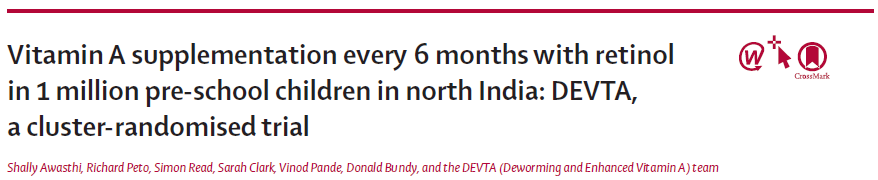 Vitamin A supplementation every 6 months with retinol
in 1 million pre-school children in north India: DEVTA,
a cluster-randomised trial
W
CrossMark
Shally Awasthi, Richard Peto, Simon Read, Sarah Clark, Vinod Pande, Donald Bundy, and the DEVTA (Deworming and Enhanced Vitamin A) team